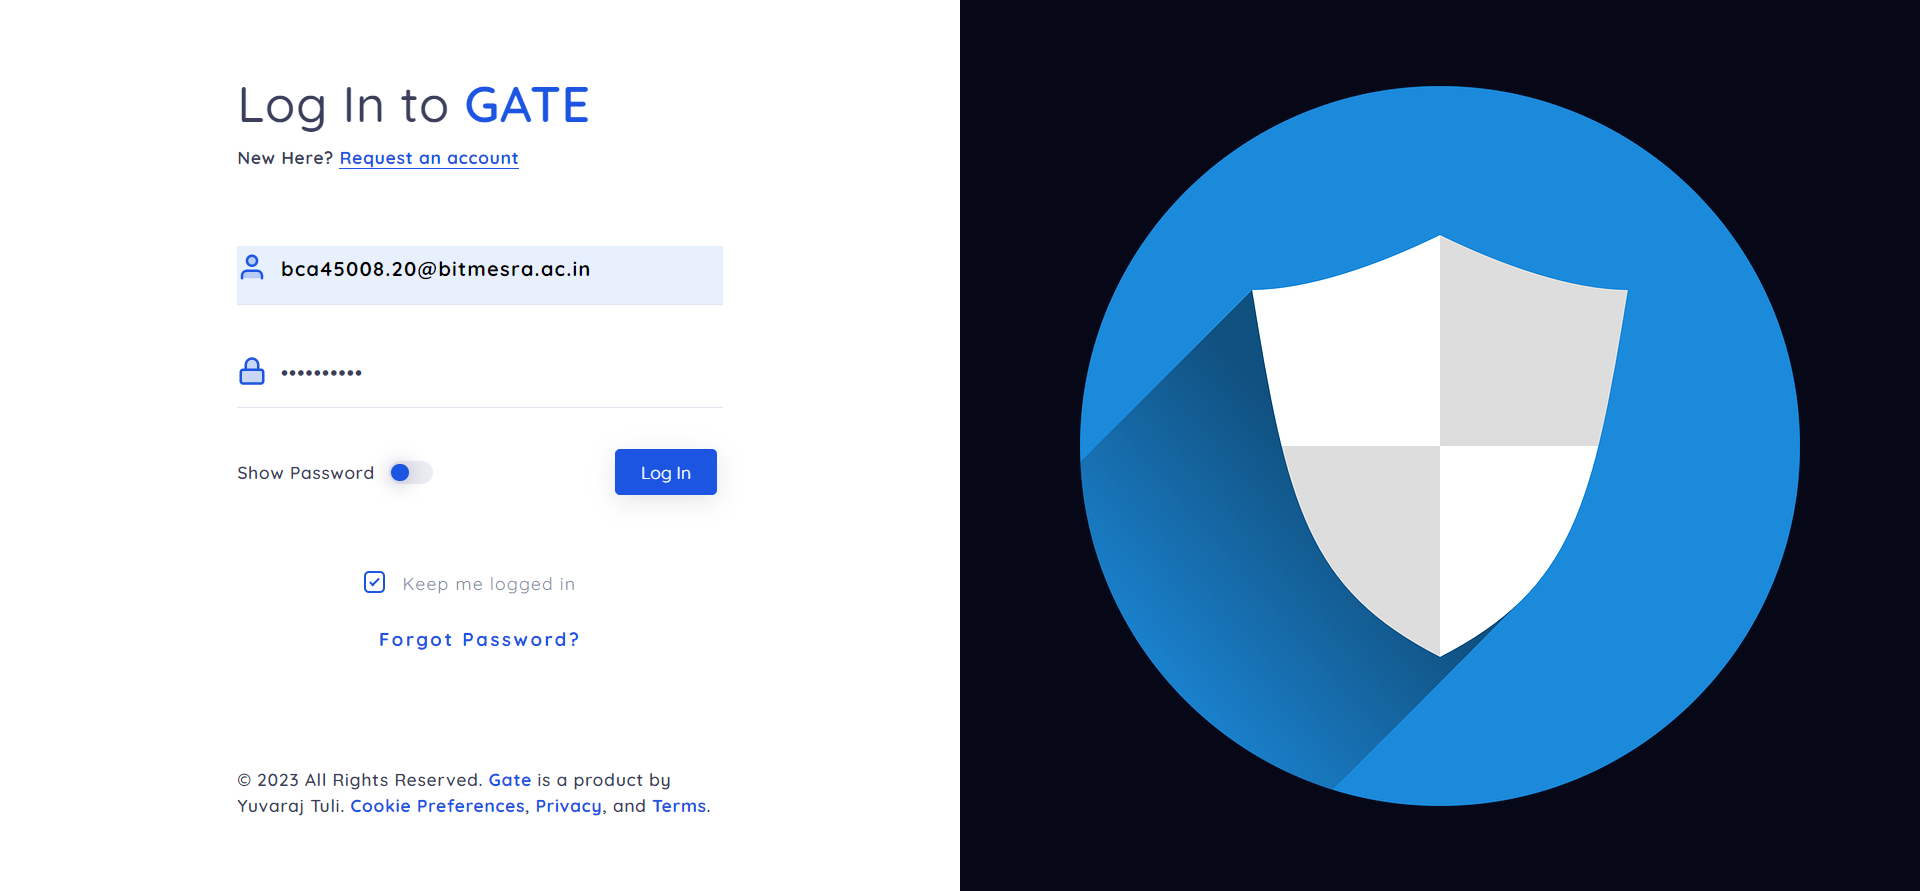 Log In to GATE
New Here? Request an account
bca45008.20@bitmesra.ac.in
••••••••••
Show Password
Log In
Keep me logged in
Forgot Password?
© 2023 All Rights Reserved. Gate is a product by
Yuvaraj Tuli. Cookie Preferences, Privacy, and Terms.